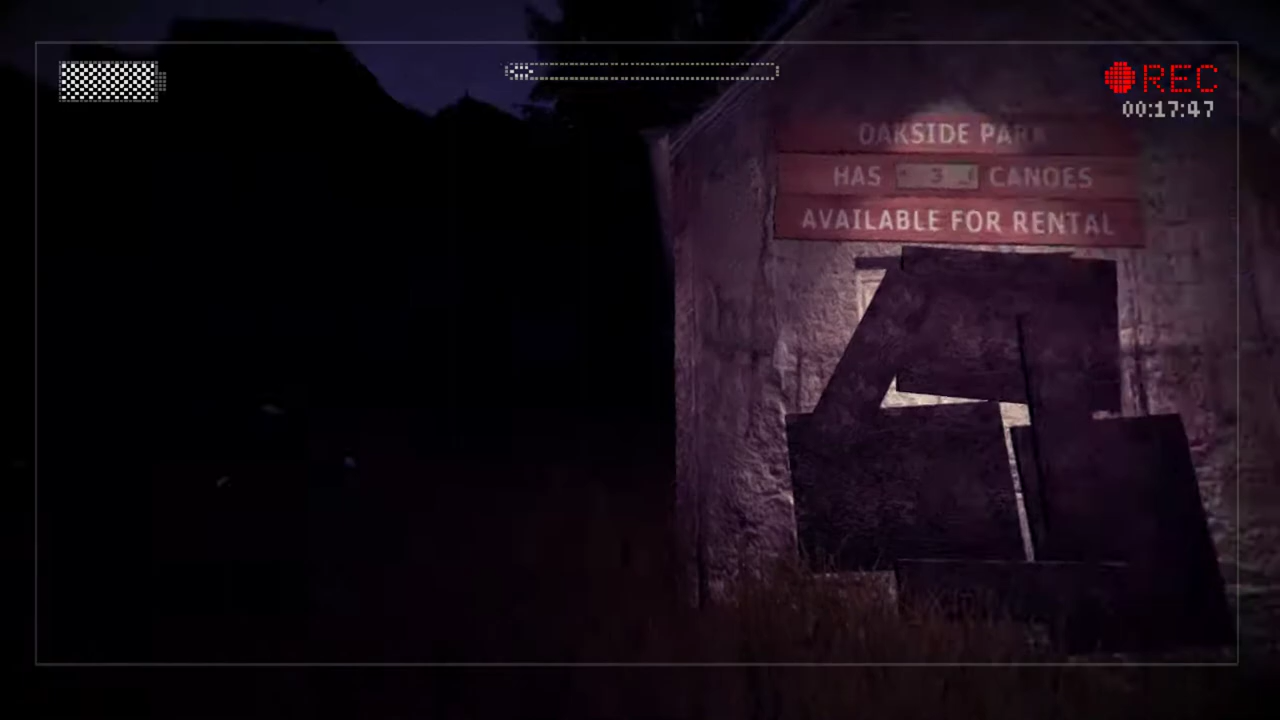 REC
00:17:47
OAKSIDE PARK
HAS 3 CANOES
AVAILABLE FOR RENTAL